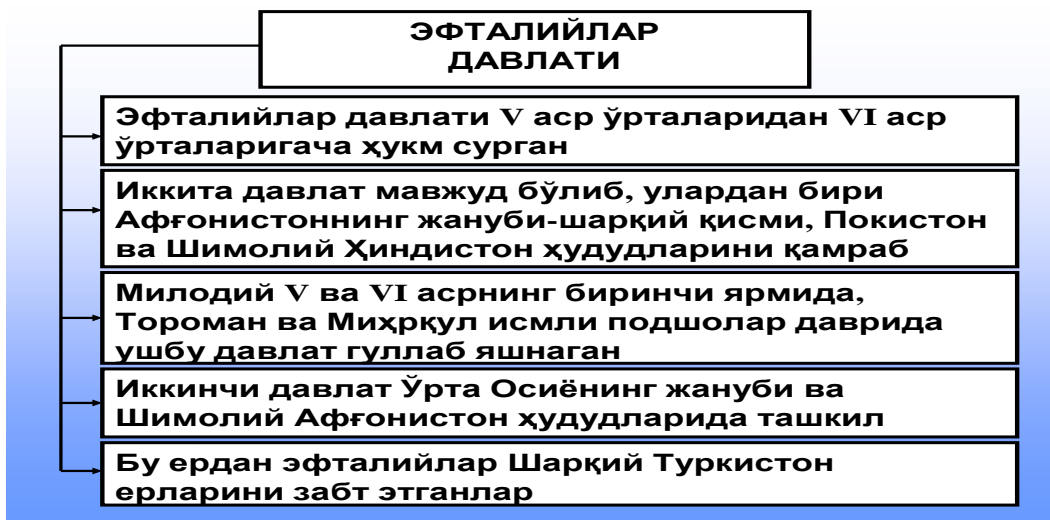 ЭФТАЛИЙЛАР
ДАВЛАТИ
Эфталийлар давлати V аср ўрталаридан VI аср
ўрталаригача ҳукм сурган
Иккита давлат мавжуд бўлиб, улардан бири
Афғонистоннинг жануби-шарқий қисми, Покистон
ва Шимолий Ҳиндистон ҳудудларини қамраб
Милодий V ва VI асрнинг биринчи ярмида,
Тороман ва Миҳрқул исмли подшолар даврида
ушбу давлат гуллаб яшнаган
Иккинчи давлат Ўрта Осиёнинг жануби ва
Шимолий Афғонистон ҳудудларида ташкил
Бу ердан эфталийлар Шарқий Туркистон
ерларини забт этганлар